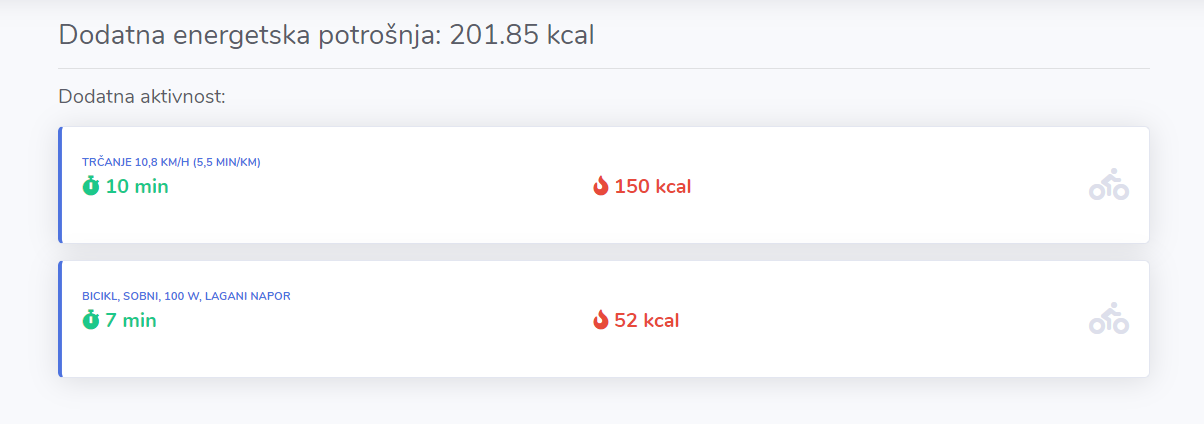 Dodatna energetska potrošnja: 201.85 kcal
Dodatna aktivnost:
TRČANJE 10,8 KM/H (5,5 MIN/KM)
10 min
150 kcal
BICIKL, SOBNI, 100 W, LAGANI NAPOR
7 min
52 kcal